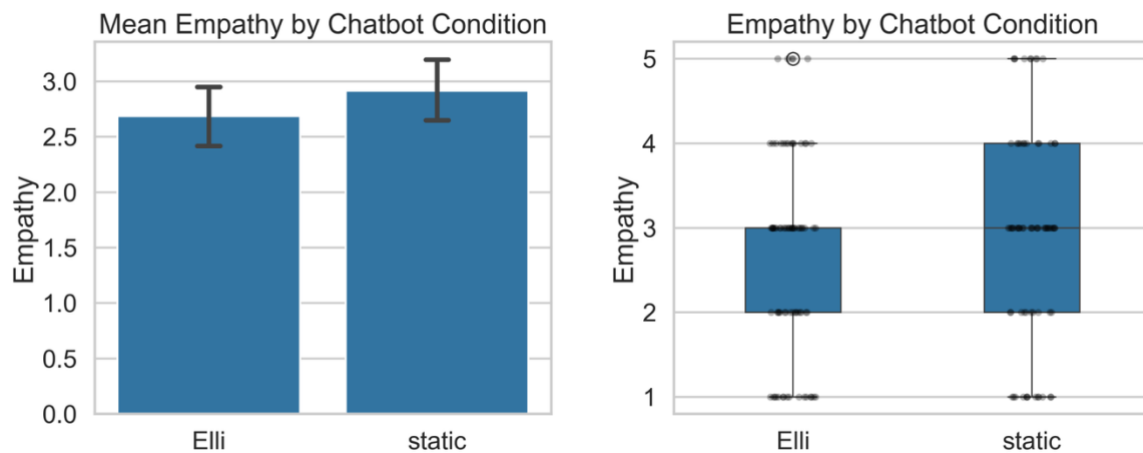 Mean Empathy by Chatbot Condition
Empathy
3.0
2.5
2.0
1.5
1.0
0.5
0.0
Elli
static
Empathy by Chatbot Condition
Empathy
5
4
3
2
1
Elli
static